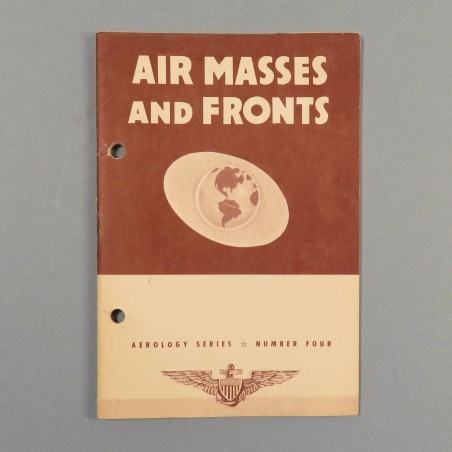 AIR MASSES
AND FRONTS
AEROLOGY SERIES ☆ NUMBER FOUR